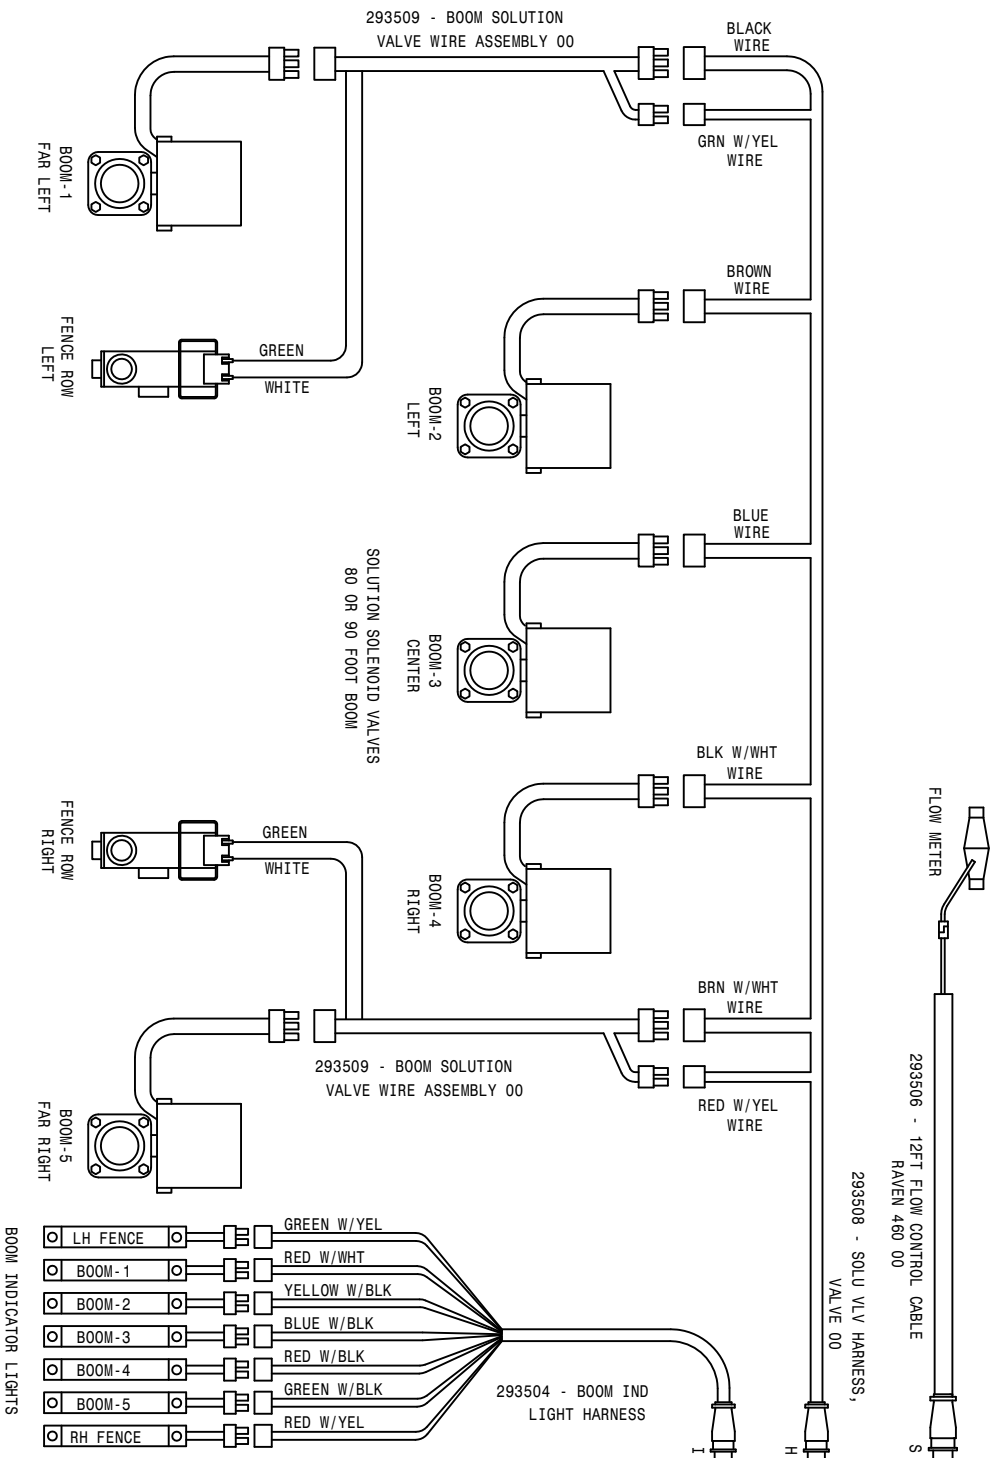 293509 - BOOM SOLUTION
VALVE WIRE ASSEMBLY 00
BLACK
WIRE
GRN W/YEL
WIRE
BOOM-1
FAR LEFT
BROWN
WIRE
FENCE ROW
LEFT
GREEN
WHITE
BOOM-2
LEFT
BLUE
WIRE
SOLUTION SOLENOID VALVES
80 OR 90 FOOT BOOM
BOOM-3
CENTER
BLK W/WHT
WIRE
FLOW METER
FENCE ROW
RIGHT
GREEN
WHITE
BOOM-4
RIGHT
BRN W/WHT
WIRE
293509 - BOOM SOLUTION
VALVE WIRE ASSEMBLY 00
RED W/YEL
WIRE
293506 - 12FT FLOW CONTROL CABLE
RAVEN 460 00
BOOM-5
FAR RIGHT
293508 - SOLU VLV HARNESS,
VALVE 00
BOOM INDICATOR LIGHTS
LH FENCE
GREEN W/YEL
BOOM-1
RED W/WHT
BOOM-2
YELLOW W/BLK
BOOM-3
BLUE W/BLK
BOOM-4
RED W/BLK
BOOM-5
GREEN W/BLK
RH FENCE
RED W/YEL
293504 - BOOM IND
LIGHT HARNESS
I
H
S